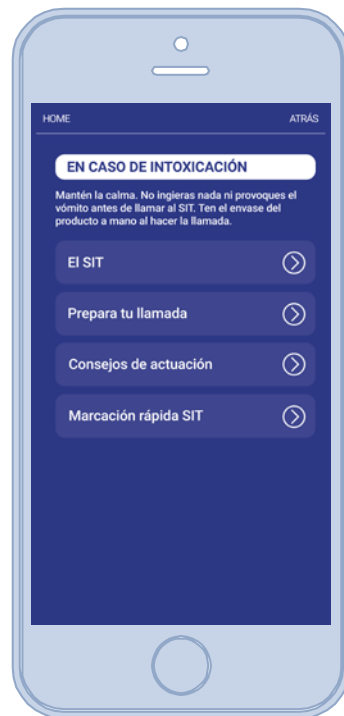 HOME ATRÁS
EN CASO DE INTOXICACIÓN
Mantén la calma. No ingieras nada ni provoques el
vómito antes de llamar al SIT. Ten el envase del
producto a mano al hacer la llamada.
El SIT
Prepara tu llamada
Consejos de actuación
Marcación rápida SIT